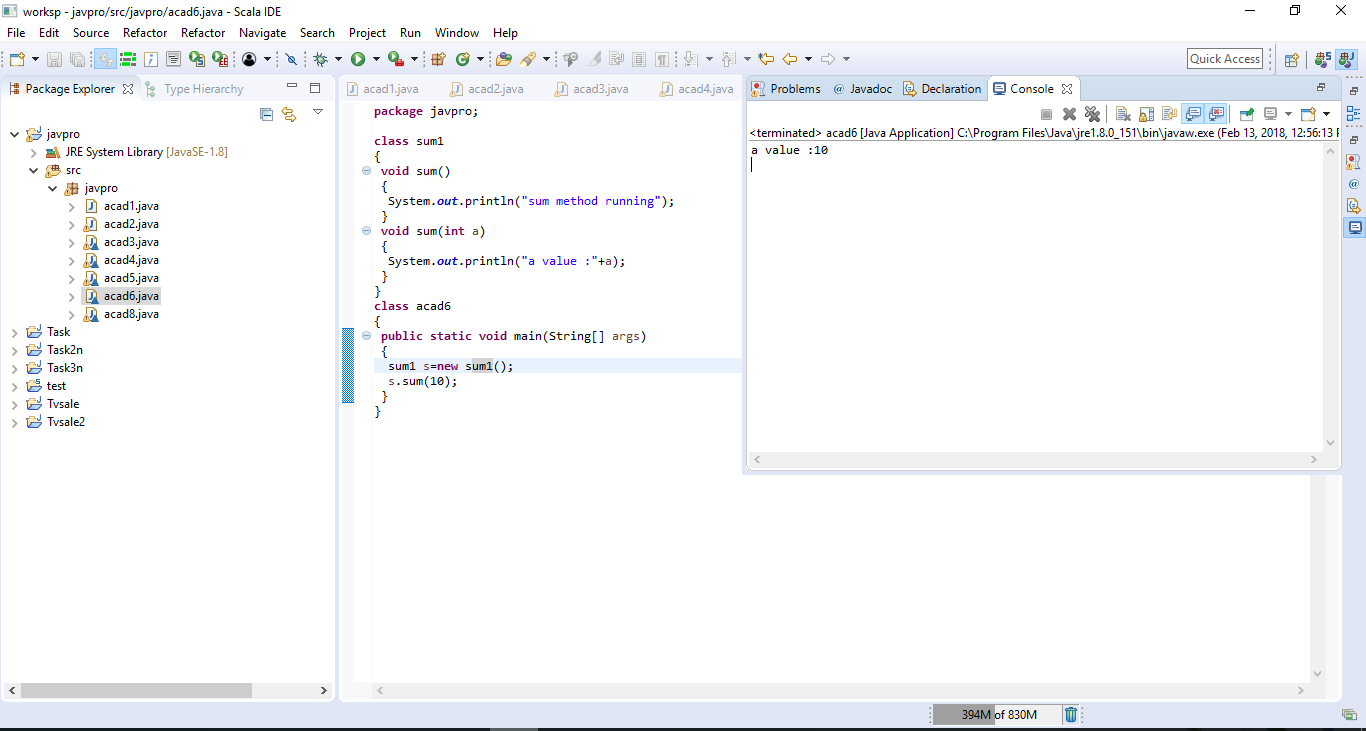 worksp - javpro/src/javpro/acad6.java - Scala IDE
File Edit Source Refactor Refactor Navigate Search Project Run Window Help
Quick Access
Package Explorer Type Hierarchy
javpro
JRE System Library [JavaSE-1.8]
src
javpro
acad1.java
acad2.java
acad3.java
acad4.java
acad5.java
acad6.java
acad8.java
Task
Task2n
Task3n
test
Tvsale
Tvsale2
acad1.java acad2.java acad3.java acad4.java
package javpro;
class sum1
{
void sum()
{
System.out.println("sum method running");
}
void sum(int a)
{
System.out.println("a value :"+a);
}
}
class acad6
{
public static void main(String[] args)
{
sum1 s=new sum1();
s.sum(10);
}
}
Problems @ Javadoc Declaration Console
<terminated> acad6 [Java Application] C:\Program Files\Java\jre1.8.0_151\bin\javaw.exe (Feb 13, 2018, 12:56:13 P
a value :10
394M of 830M